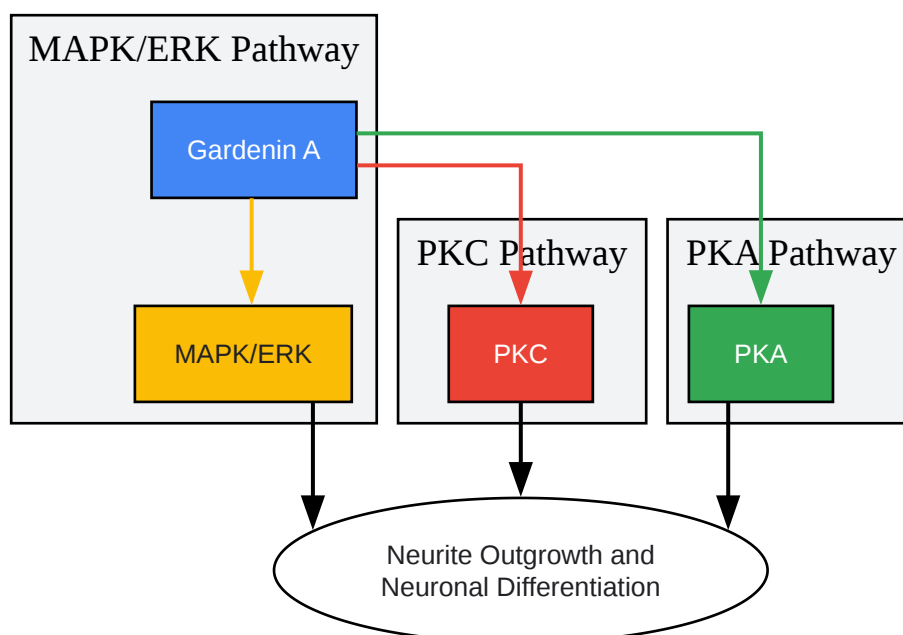 MAPK/ERK Pathway
Gardenin A
PKC Pathway
PKA Pathway
MAPK/ERK
PKC
PKA
Neurite Outgrowth and
Neuronal Differentiation